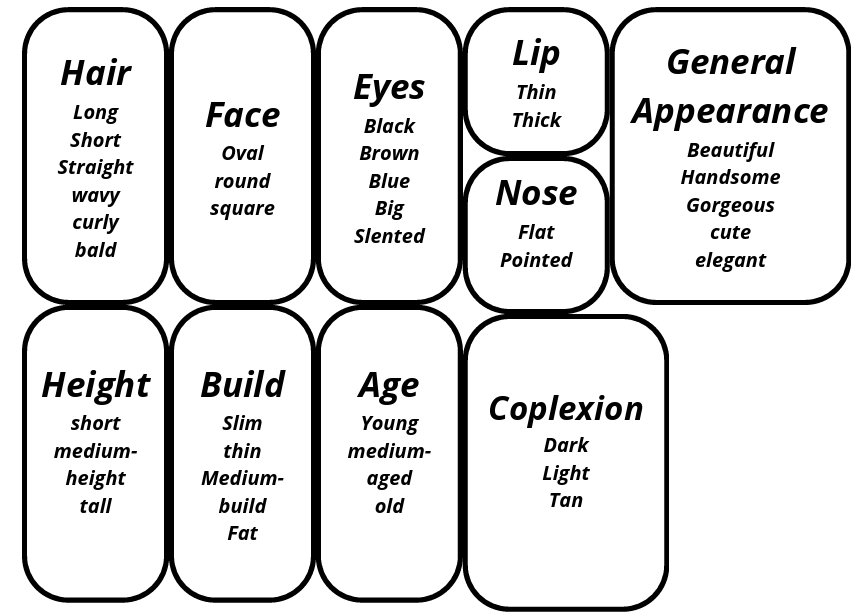 Hair
Long
Short
Straight
wavy
curly
bald
Face
Oval
round
square
Eyes
Black
Brown
Blue
Big
Slented
Lip
Thin
Thick
Nose
Flat
Pointed
General
Appearance
Beautiful
Handsome
Gorgeous
cute
elegant
Height
short
medium-
height
tall
Build
Slim
thin
Medium-
build
Fat
Age
Young
medium-
aged
old
Coplexion
Dark
Light
Tan